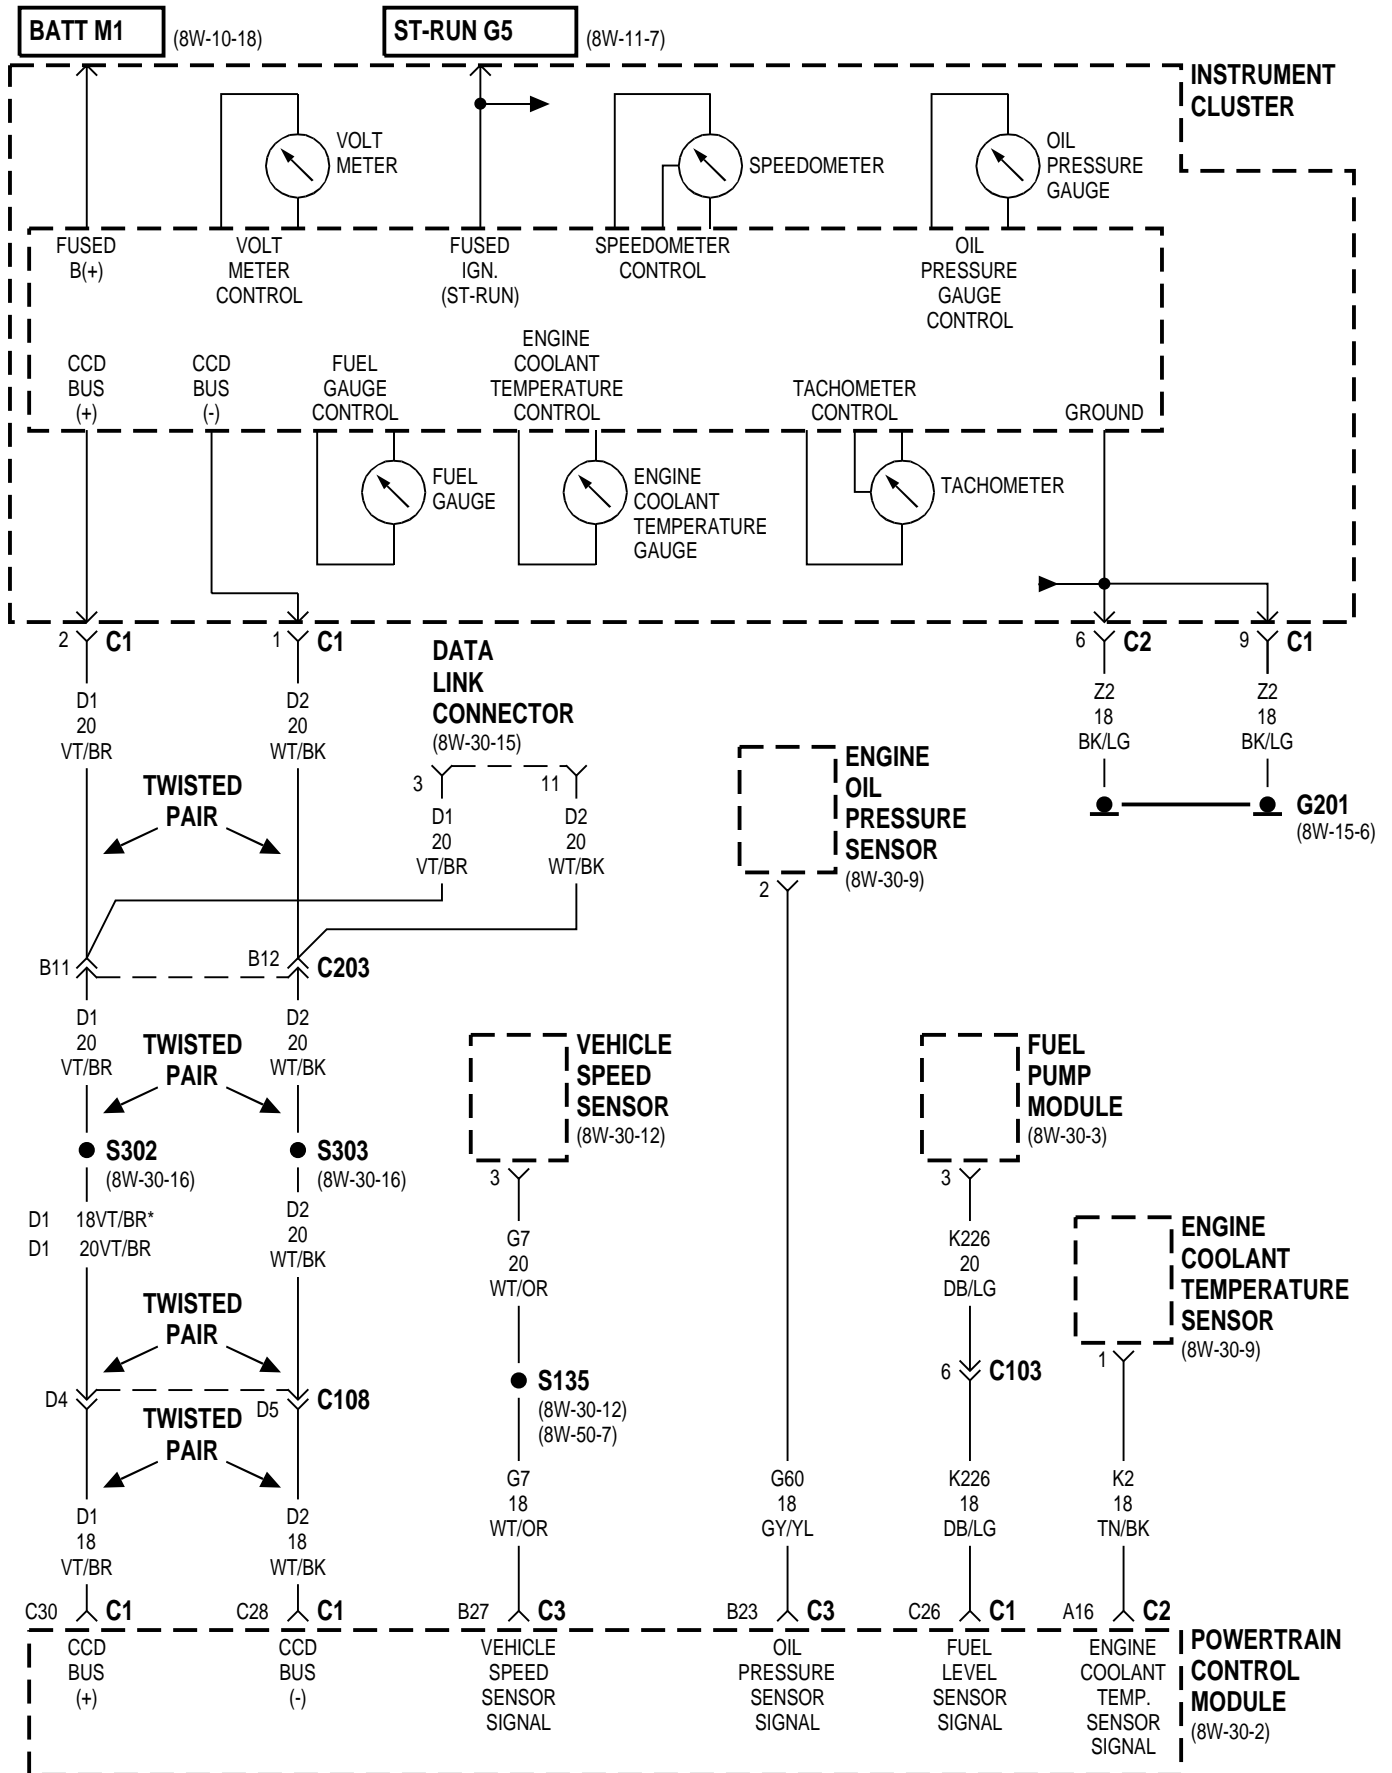 BATT M1
(8W-10-18)
ST-RUN G5
(8W-11-7)
INSTRUMENT
CLUSTER
VOLT
METER
SPEEDOMETER
OIL
PRESSURE
GAUGE
FUSED
B(+)
VOLT
METER
CONTROL
FUSED
IGN.
(ST-RUN)
SPEEDOMETER
CONTROL
OIL
PRESSURE
GAUGE
CONTROL
CCD
BUS
(+)
CCD
BUS
(-)
FUEL
GAUGE
CONTROL
ENGINE
COOLANT
TEMPERATURE
CONTROL
TACHOMETER
CONTROL
GROUND
FUEL
GAUGE
ENGINE
COOLANT
TEMPERATURE
GAUGE
TACHOMETER
2 C1
1 C1
6 C2
9 C1
D1
20
VT/BR
D2
20
WT/BK
DATA
LINK
CONNECTOR
(8W-30-15)
3
11
D1
20
VT/BR
D2
20
WT/BK
Z2
18
BK/LG
Z2
18
BK/LG
G201
(8W-15-6)
TWISTED
PAIR
ENGINE
OIL
PRESSURE
SENSOR
(8W-30-9)
2
B11
B12 C203
D1
20
VT/BR
D2
20
WT/BK
TWISTED
PAIR
S302
(8W-30-16)
S303
(8W-30-16)
D1 18VT/BR*
D1 20VT/BR
D2
20
WT/BK
VEHICLE
SPEED
SENSOR
(8W-30-12)
3
G7
20
WT/OR
FUEL
PUMP
MODULE
(8W-30-3)
3
K226
20
DB/LG
ENGINE
COOLANT
TEMPERATURE
SENSOR
(8W-30-9)
1
TWISTED
PAIR
D4
D5 C108
S135
(8W-30-12)
(8W-50-7)
6 C103
TWISTED
PAIR
D1
18
VT/BR
D2
18
WT/BK
G7
18
WT/OR
G60
18
GY/YL
K226
18
DB/LG
K2
18
TN/BK
C30 C1
C28 C1
B27 C3
B23 C3
C26 C1
A16 C2
CCD
BUS
(+)
CCD
BUS
(-)
VEHICLE
SPEED
SENSOR
SIGNAL
OIL
PRESSURE
SENSOR
SIGNAL
FUEL
LEVEL
SENSOR
SIGNAL
ENGINE
COOLANT
TEMP.
SENSOR
SIGNAL
POWERTRAIN
CONTROL
MODULE
(8W-30-2)